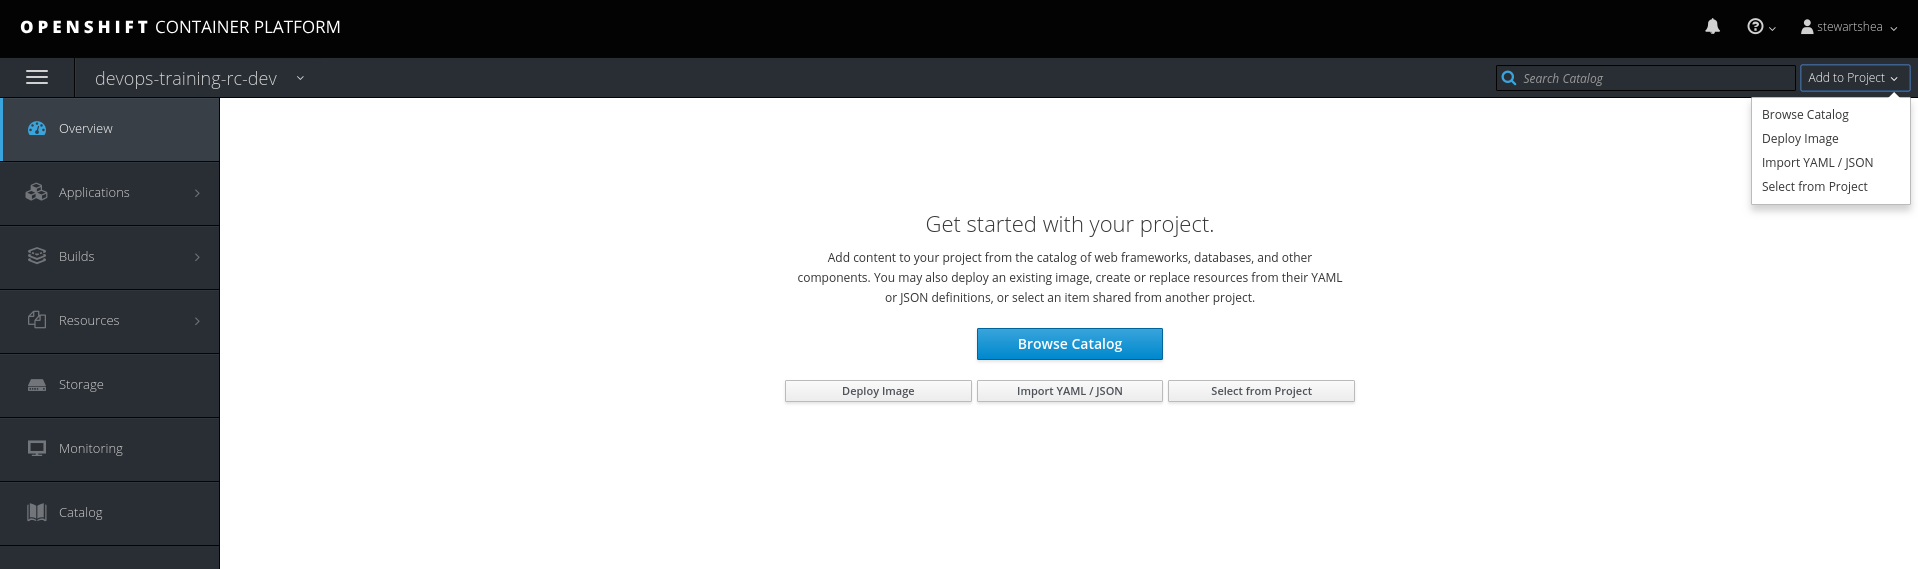 OPENSHIFT CONTAINER PLATFORM
stewartshea
devops-training-rc-dev
Search Catalog
Add to Project
Browse Catalog
Deploy Image
Import YAML / JSON
Select from Project
Overview
Applications
Builds
Resources
Storage
Monitoring
Catalog
Get started with your project.
Add content to your project from the catalog of web frameworks, databases, and other
components. You may also deploy an existing image, create or replace resources from their YAML
or JSON definitions, or select an item shared from another project.
Browse Catalog
Deploy Image
Import YAML / JSON
Select from Project